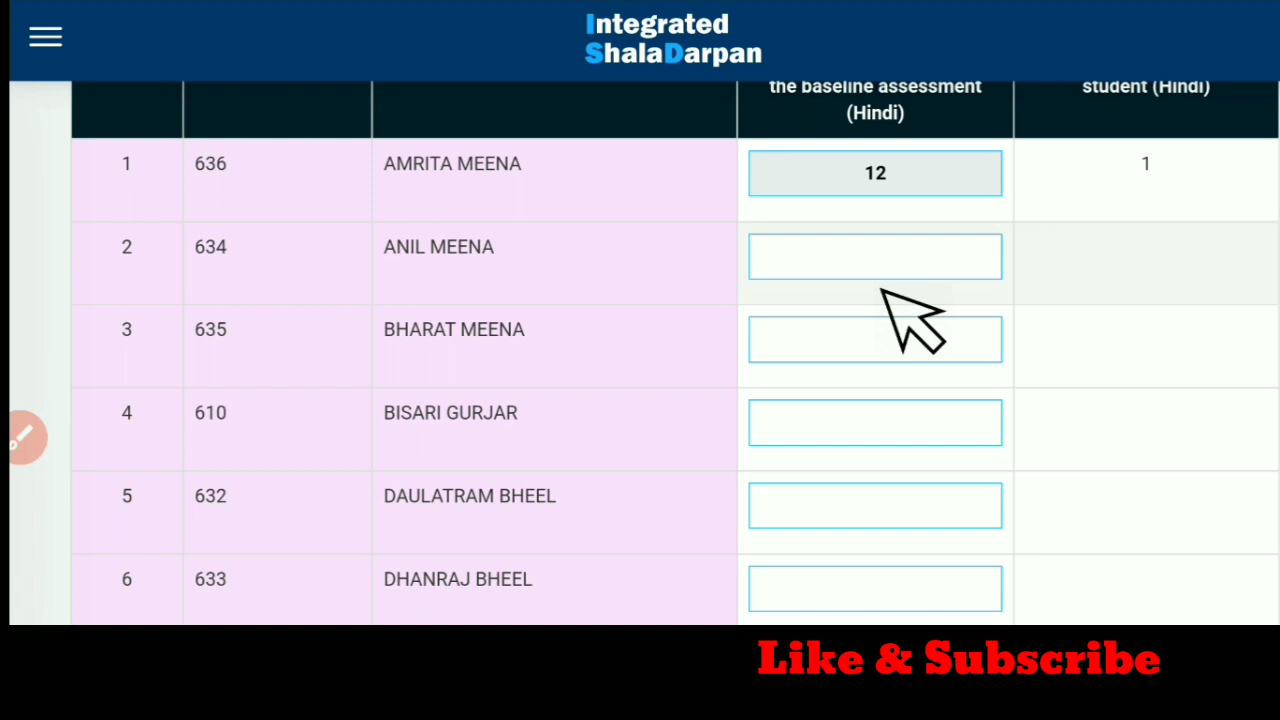 Integrated
ShalaDarpan
the baseline assessment
(Hindi)
student (Hindi)
1 636 AMRITA MEENA 12 1
2 634 ANIL MEENA
3 635 BHARAT MEENA
4 610 BISARI GURJAR
5 632 DAULATRAM BHEEL
6 633 DHANRAJ BHEEL
Like & Subscribe